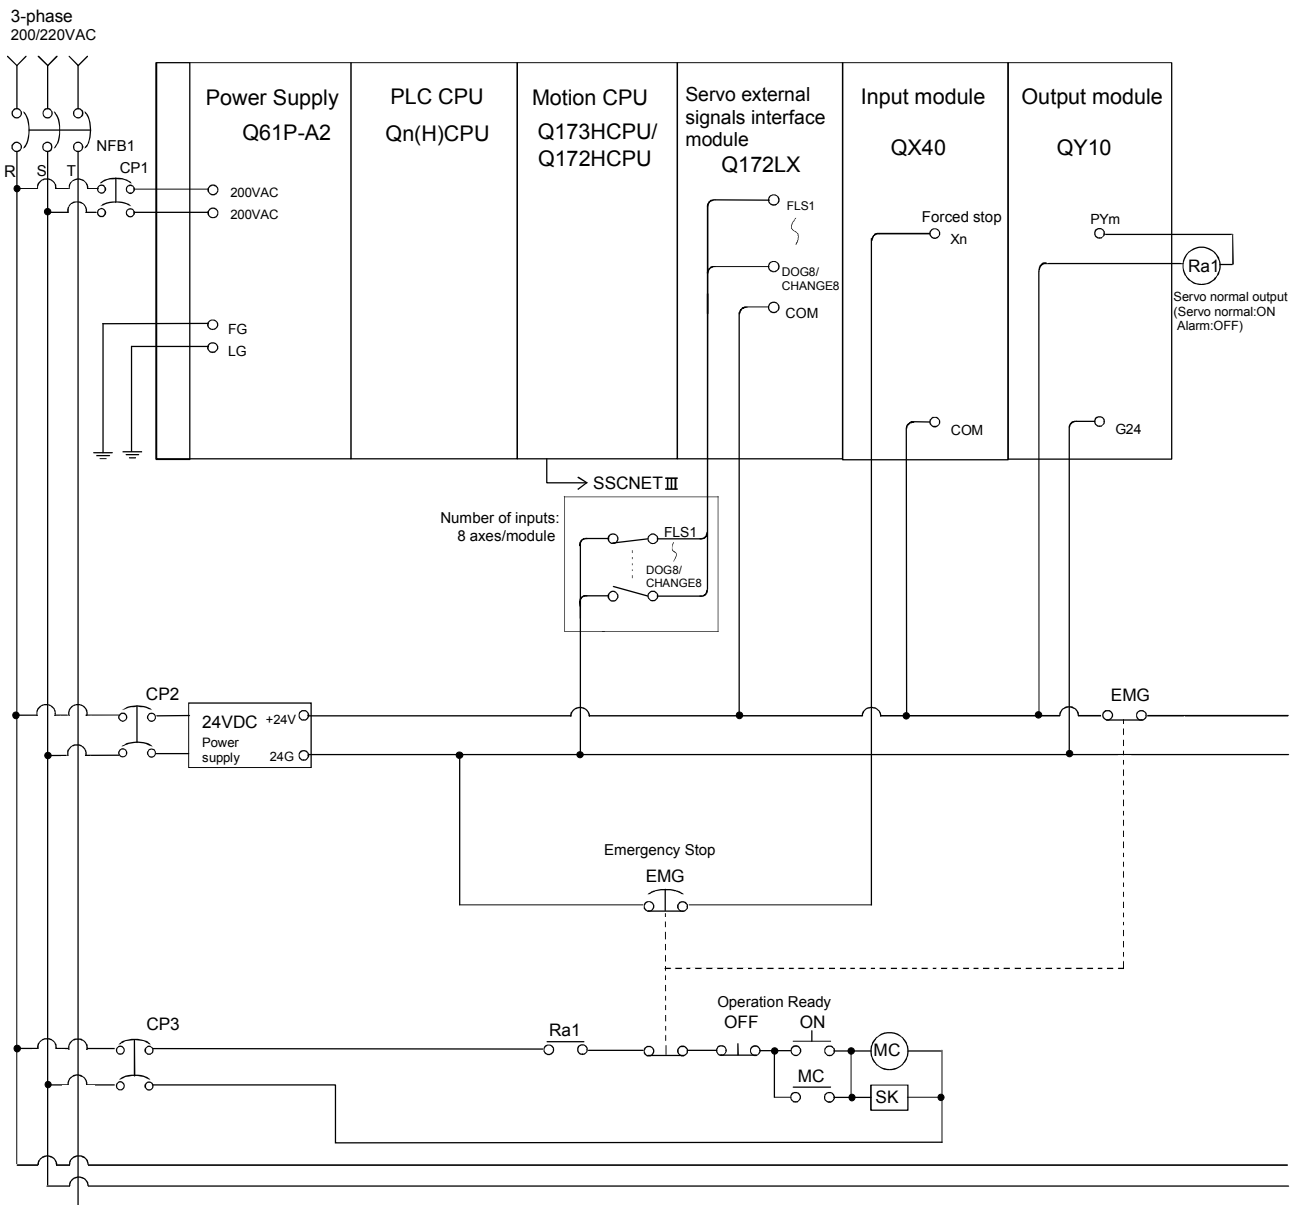 3-phase
200/220VAC
NFB1
R
S
T
CP1
Power Supply
Q61P-A2
200VAC
200VAC
FG
LG
PLC CPU
Qn(H)CPU
Motion CPU
Q173HCPU/
Q172HCPU
Servo external
signals interface
module
Q172LX
FLS1
DOG8/
CHANGE8
COM
Input module
QX40
Forced stop
Xn
COM
Output module
QY10
PYm
G24
Ra1
Servo normal output
(Servo normal:ON
Alarm:OFF)
SSCNETⅢ
Number of inputs:
8 axes/module
FLS1
DOG8/
CHANGE8
CP2
24VDC +24V
Power
supply 24G
EMG
Emergency Stop
EMG
CP3
Ra1
Operation Ready
OFF ON
MC
MC
SK